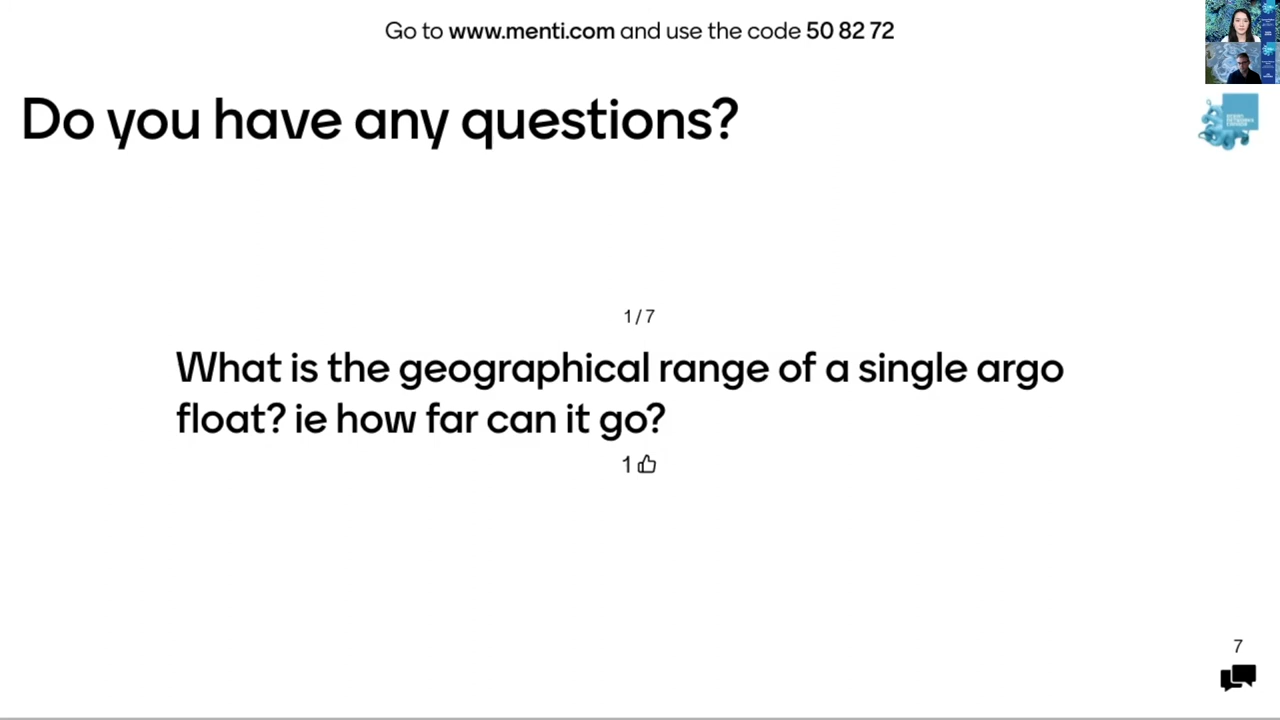 Go to www.menti.com and use the code 50 82 72
Do you have any questions?
1 / 7
What is the geographical range of a single argo
float? ie how far can it go?
1
7